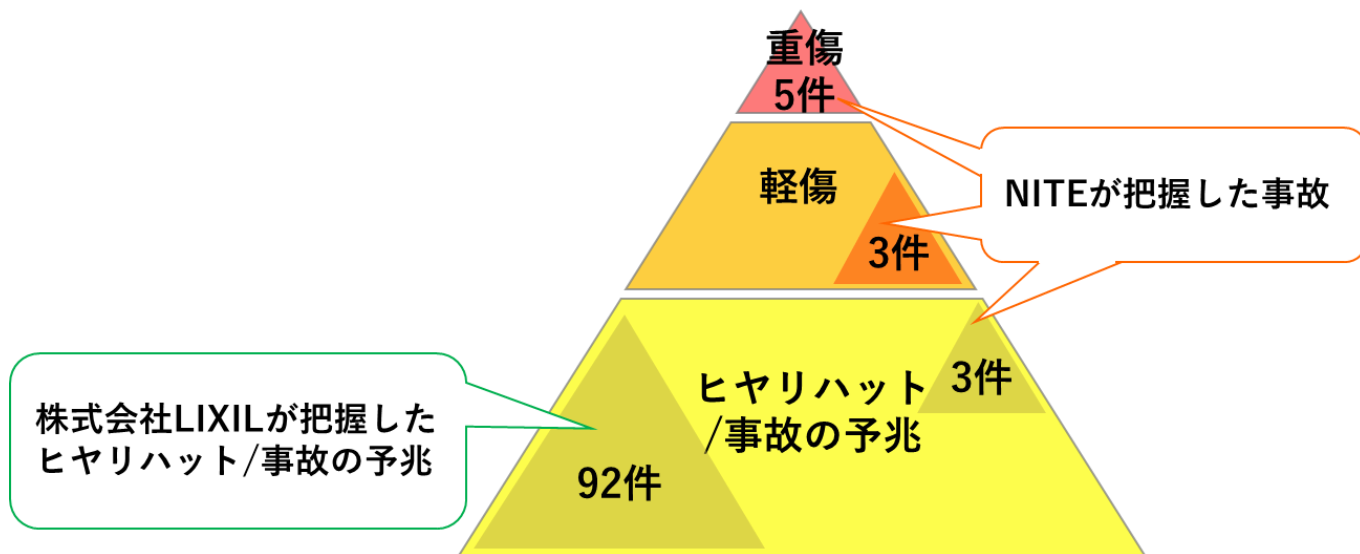 重傷
5件
軽傷
3件
NITEが把握した事故
ヒヤリハット
/事故の予兆
3件
株式会社LIXILが把握した
ヒヤリハット/事故の予兆
92件